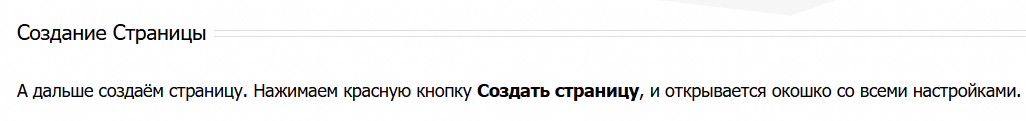 Создание Страницы
А дальше создаём страницу. Нажимаем красную кнопку Создать страницу, и открывается окошко со всеми настройками.